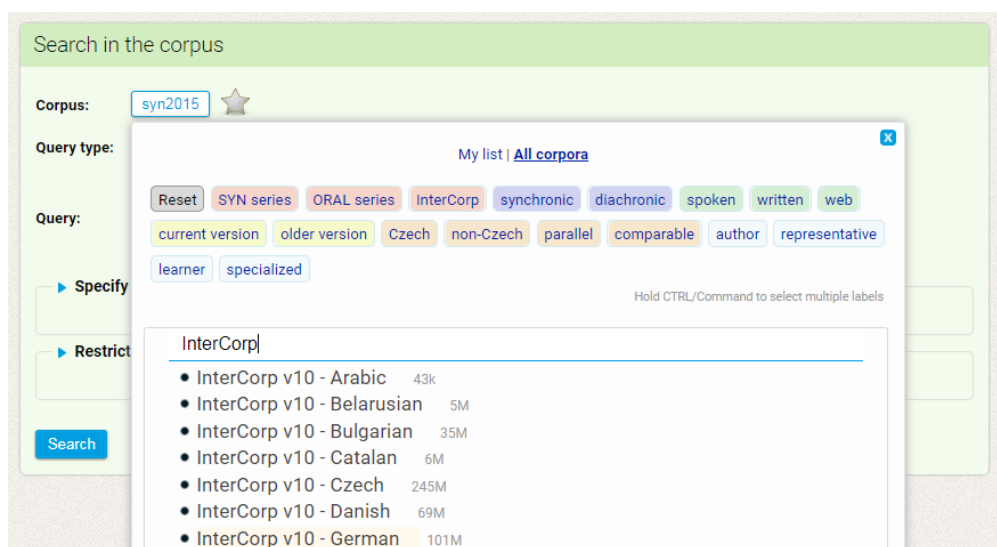 Search in the corpus
Corpus: syn2015
Query type:
x
My list | All corpora
Reset SYN series ORAL series InterCorp synchronic diachronic spoken written web
Query:
current version older version Czech non-Czech parallel comparable author representative
learner specialized
Specify
Hold CTRL/Command to select multiple labels
InterCorp
Restrict
InterCorp v10 - Arabic 43k
InterCorp v10 - Belarusian 5M
InterCorp v10 - Bulgarian 35M
Search
InterCorp v10 - Catalan 6M
InterCorp v10 - Czech 245M
InterCorp v10 - Danish 69M
InterCorp v10 - German 101M